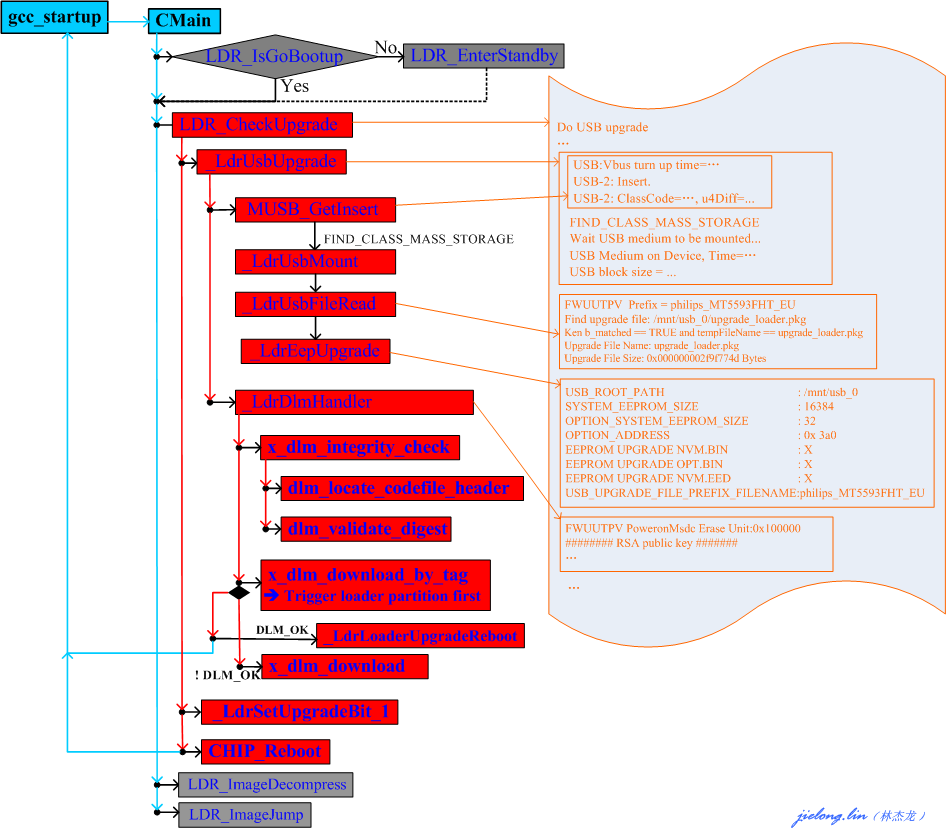 gcc_startup
CMain
LDR_IsGoBootup
No
LDR_EnterStandby
Yes
LDR_CheckUpgrade
_LdrUsbUpgrade
MUSB_GetInsert
FIND_CLASS_MASS_STORAGE
_LdrUsbMount
_LdrUsbFileRead
_LdrEepUpgrade
_LdrDlmHandler
x_dlm_integrity_check
dlm_locate_codefile_header
dlm_validate_digest
x_dlm_download_by_tag
➔ Trigger loader partition first
DLM_OK
_LdrLoaderUpgradeReboot
! DLM_OK
x_dlm_download
_LdrSetUpgradeBit_1
CHIP_Reboot
LDR_ImageDecompress
LDR_ImageJump
Do USB upgrade
…
USB:Vbus turn up time=…
USB-2: Insert.
USB-2: ClassCode=…, u4Diff=...
FIND_CLASS_MASS_STORAGE
Wait USB medium to be mounted...
USB Medium on Device, Time=…
USB block size = ...
FWUUTPV Prefix = philips_MT5593FHT_EU
Find upgrade file: /mnt/usb_0/upgrade_loader.pkg
Ken b_matched == TRUE and tempFileName == upgrade_loader.pkg
Upgrade File Name: upgrade_loader.pkg
Upgrade File Size: 0x000000002f9f774d Bytes
USB_ROOT_PATH : /mnt/usb_0
SYSTEM_EEPROM_SIZE : 16384
OPTION_SYSTEM_EEPROM_SIZE : 32
OPTION_ADDRESS : 0x 3a0
EEPROM UPGRADE NVM.BIN : X
EEPROM UPGRADE OPT.BIN : X
EEPROM UPGRADE NVM.EED : X
USB_UPGRADE_FILE_PREFIX_FILENAME:philips_MT5593FHT_EU
FWUUTPV PoweronMsdc Erase Unit:0x100000
######## RSA public key #######
…
…
jielong.lin（林杰龙）